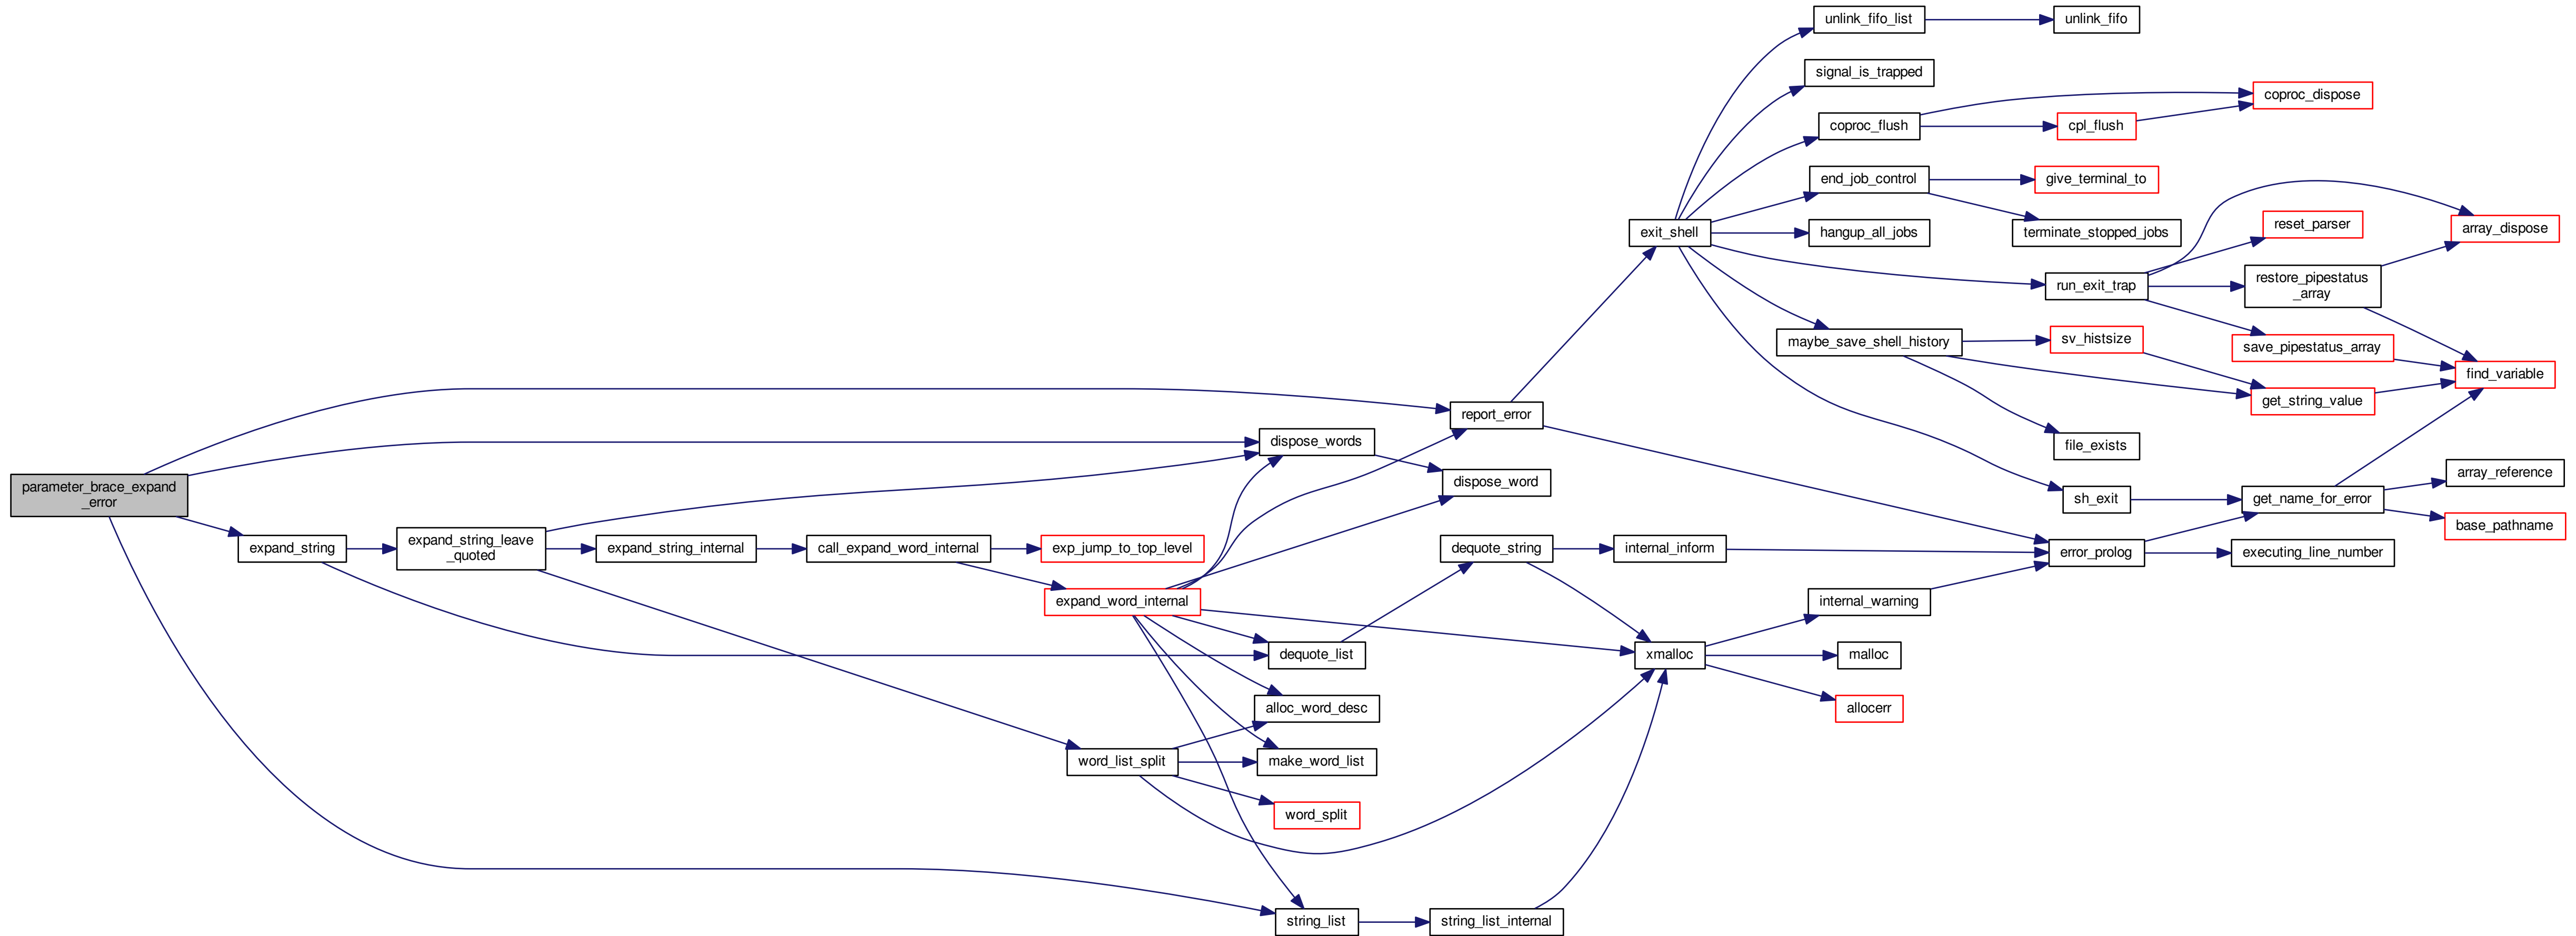 parameter_brace_expand
_error
expand_string
expand_string_leave
_quoted
expand_string_internal
call_expand_word_internal
exp_jump_to_top_level
expand_word_internal
word_list_split
report_error
dispose_words
dispose_word
dequote_string
dequote_list
alloc_word_desc
make_word_list
word_split
string_list
string_list_internal
internal_inform
xmalloc
exit_shell
unlink_fifo_list
unlink_fifo
signal_is_trapped
coproc_flush
cpl_flush
coproc_dispose
end_job_control
give_terminal_to
terminate_stopped_jobs
hangup_all_jobs
run_exit_trap
reset_parser
restore_pipestatus
_array
array_dispose
save_pipestatus_array
maybe_save_shell_history
sv_histsize
get_string_value
find_variable
file_exists
sh_exit
get_name_for_error
array_reference
base_pathname
error_prolog
executing_line_number
internal_warning
malloc
allocerr